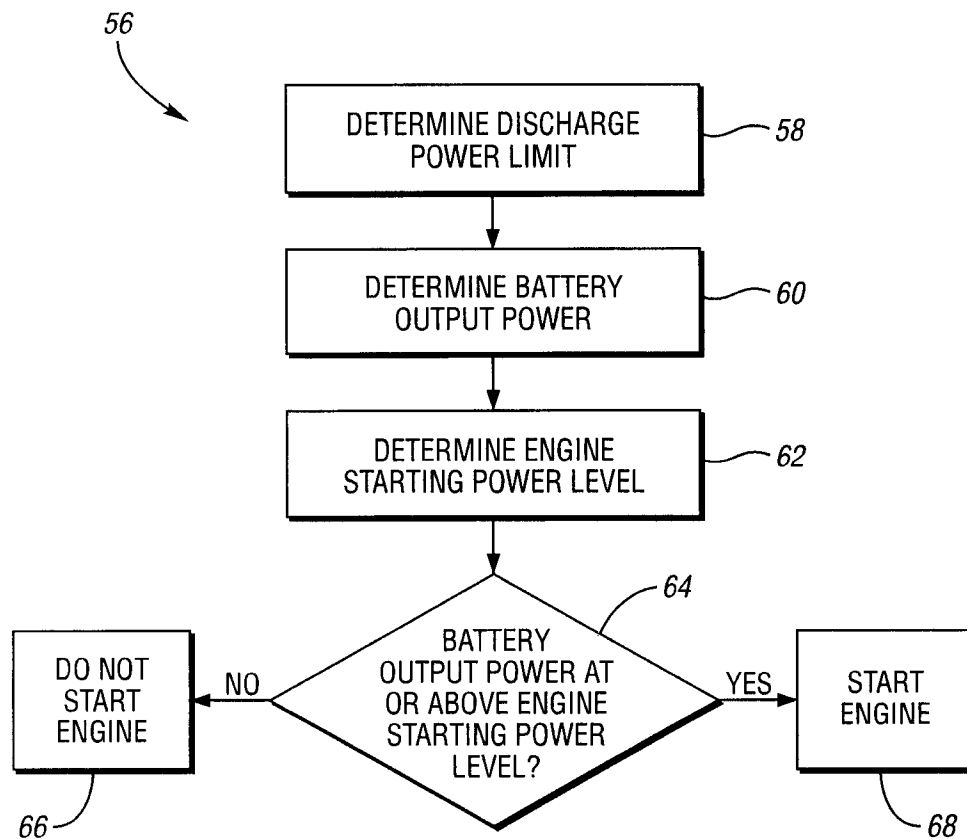 56
DETERMINE DISCHARGE
POWER LIMIT
58
DETERMINE BATTERY
OUTPUT POWER
60
DETERMINE ENGINE
STARTING POWER LEVEL
62
64
BATTERY
OUTPUT POWER AT
OR ABOVE ENGINE
STARTING POWER
LEVEL?
NO
DO NOT
START
ENGINE
66
YES
START
ENGINE
68